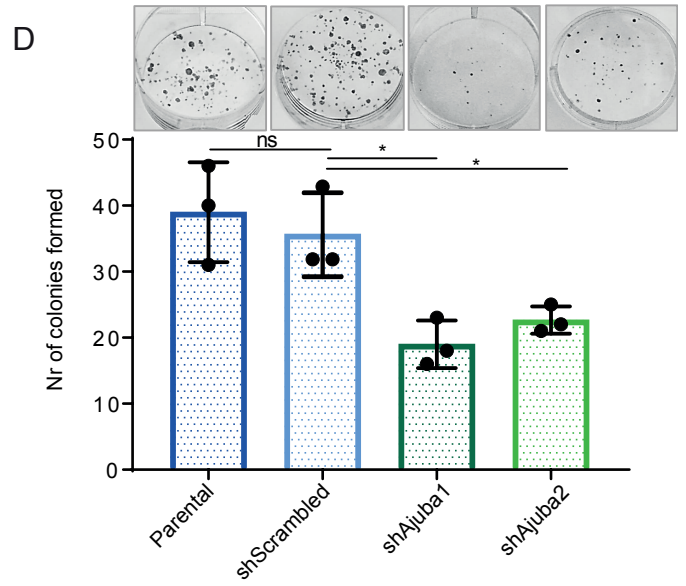 D
ns
*
*
50
40
30
20
10
0
Nr of colonies formed
Parental
shScrambled
shAjuba1
shAjuba2